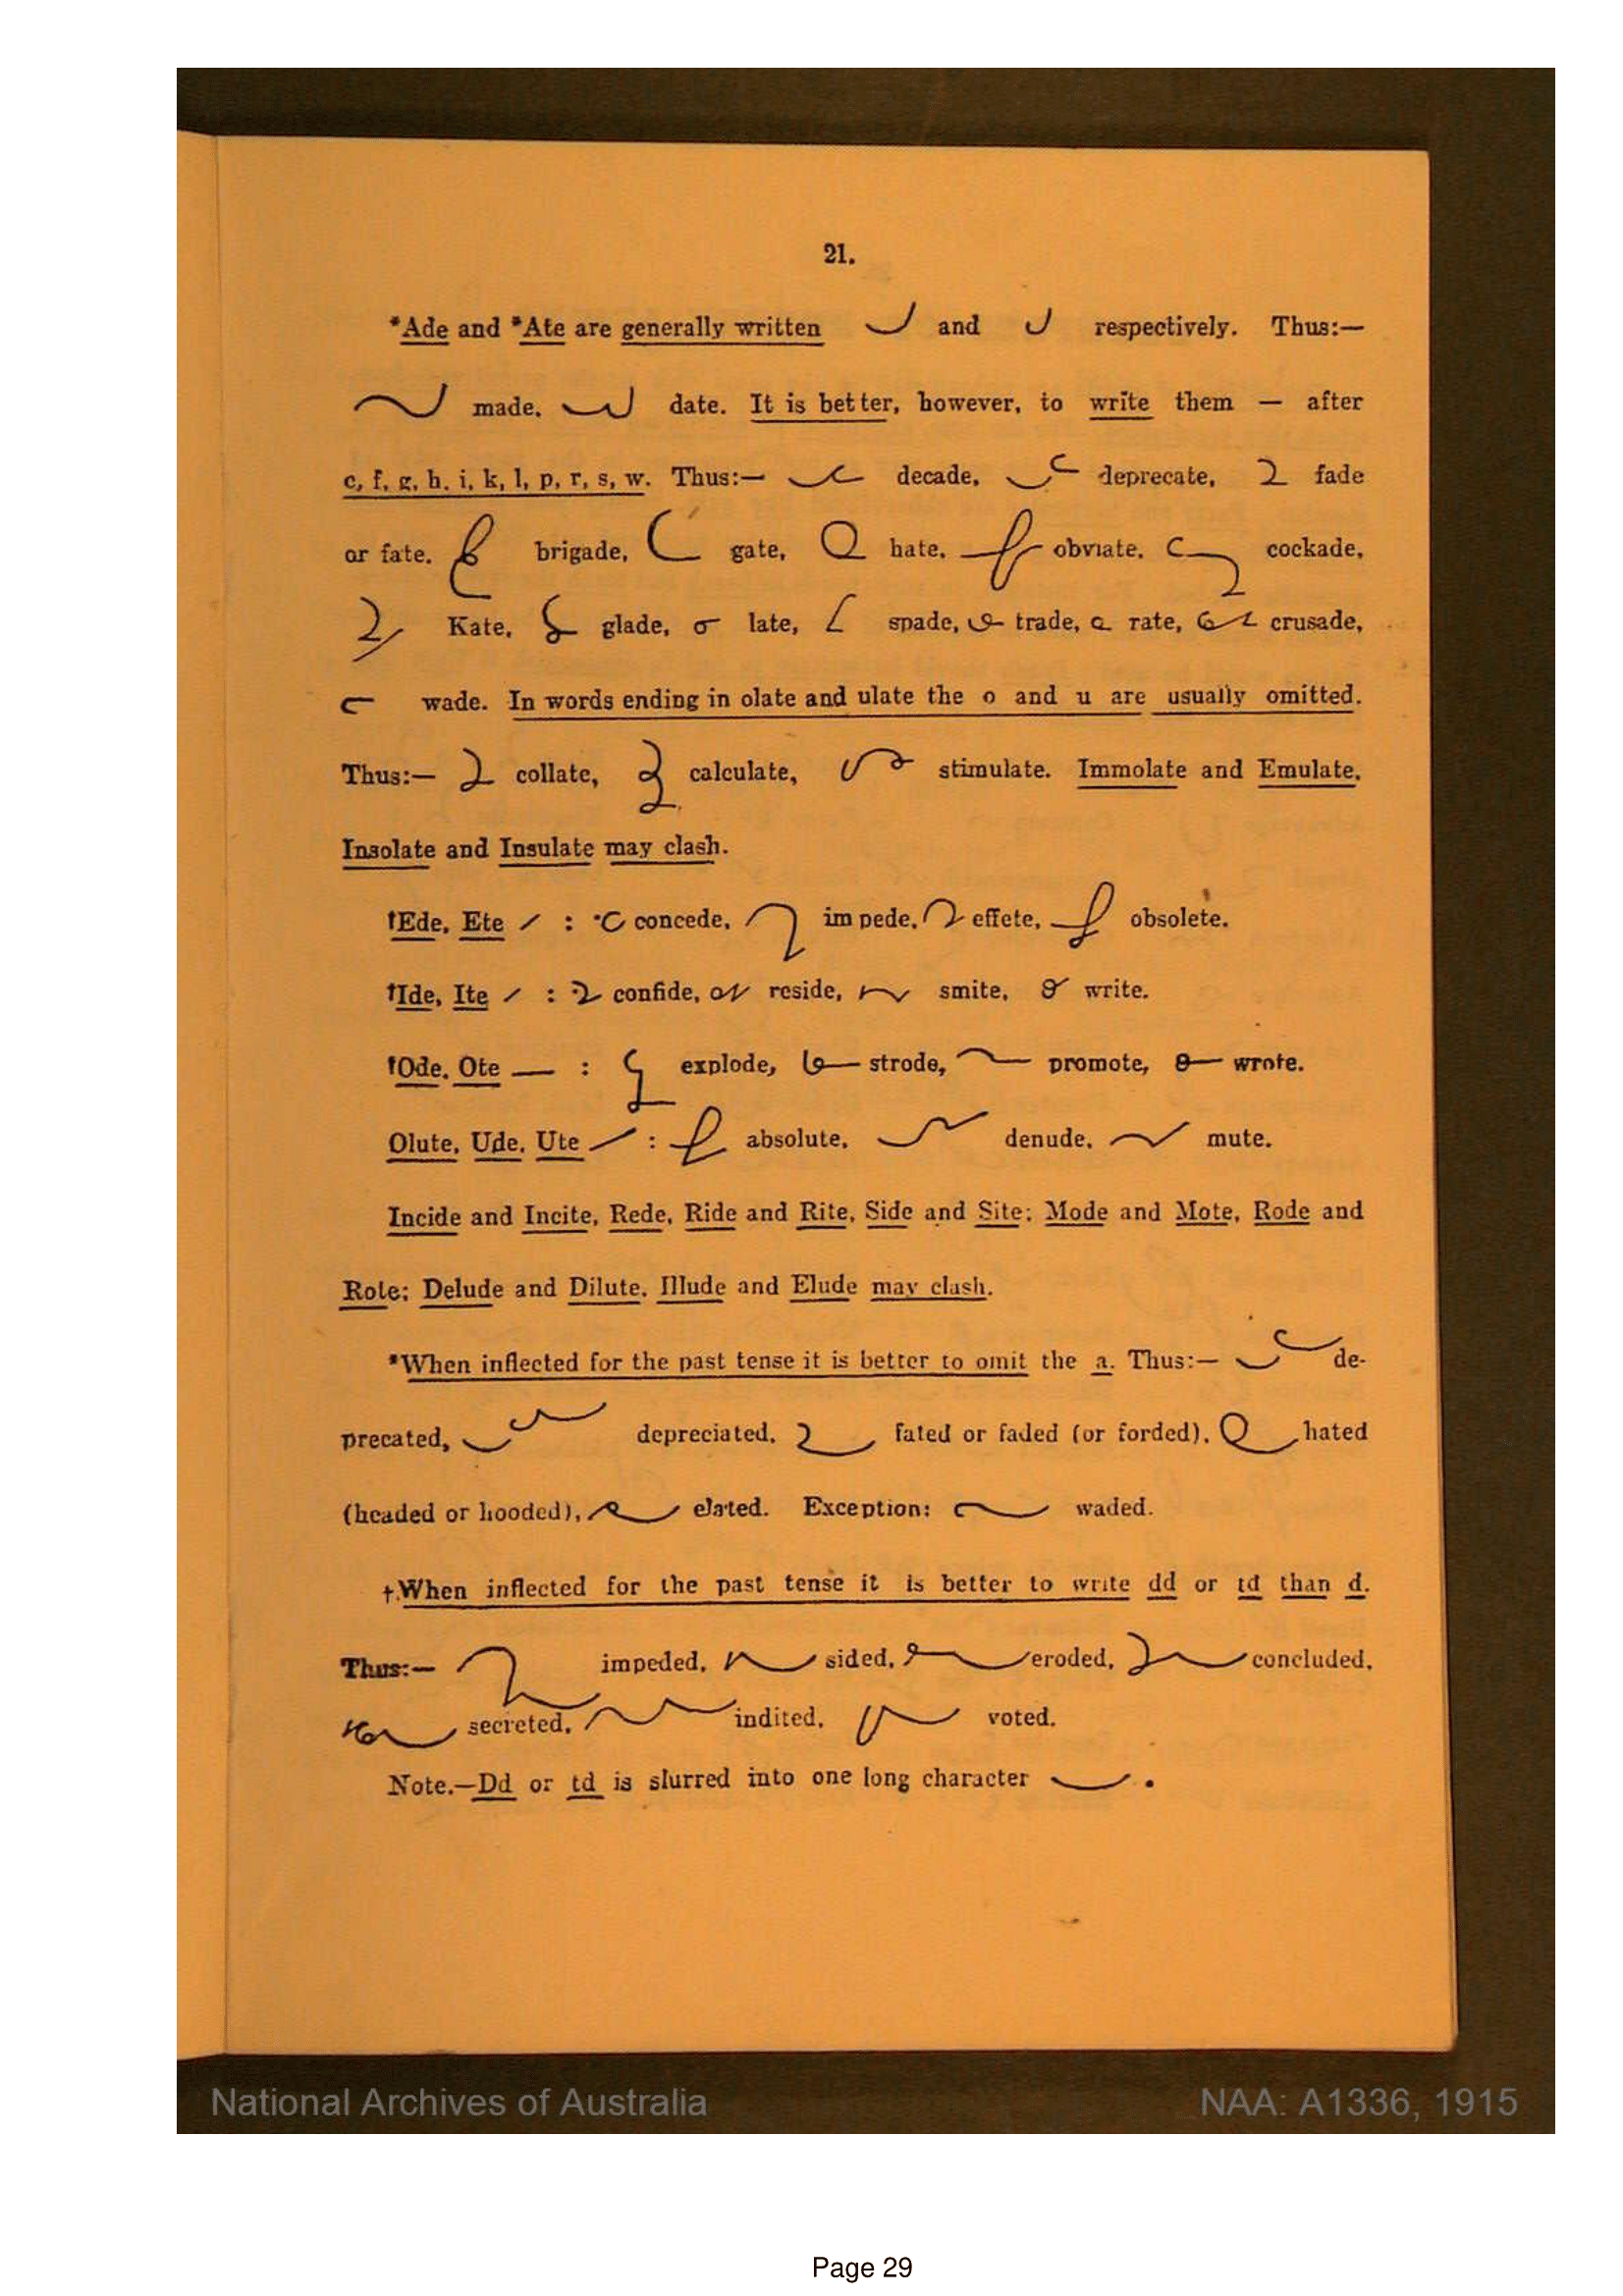 21.
*Ade and *Ate are generally written and respectively. Thus:—
made, date. It is better, however, to write them — after
c, f, g, h, i, k, l, p, r, s, w. Thus:— decade, deprecate, fade
or fate, brigade, gate, hate, obviate, cockade,
Kate, glade, late, spade, trade, rate, crusade,
wade. In words ending in olate and ulate the o and u are usually omitted.
Thus:— collate, calculate, stimulate. Immolate and Emulate,
Insolate and Insulate may clash.
†Ede, Ete : concede, impede, effete, obsolete.
†Ide, Ite : confide, reside, smite, write.
†Ode, Ote : explode, strode, promote, wrote.
Olute, Ude, Ute : absolute, denude, mute.
Incide and Incite, Rede, Ride and Rite, Side and Site; Mode and Mote, Rode and
Rote; Delude and Dilute, Illude and Elude may clash.
*When inflected for the past tense it is better to omit the a. Thus:— de-
precated, depreciated, fated or faded (or forded), hated
(headed or hooded), elated. Exception: waded.
†.When inflected for the past tense it is better to write dd or td than d.
Thus:— impeded, sided, eroded, concluded,
secreted, indited, voted.
Note.—Dd or td is slurred into one long character .
National Archives of Australia NAA: A1336, 1915
Page 29